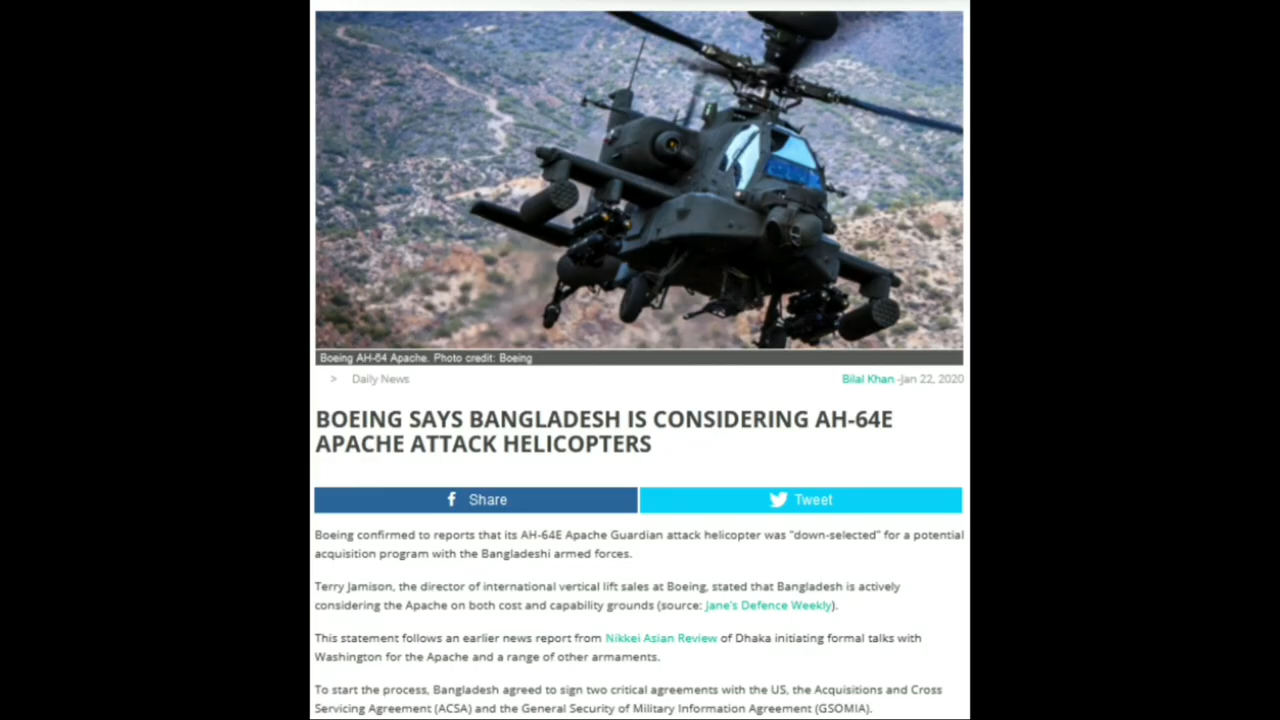 Boeing AH-64 Apache. Photo credit: Boeing
> Daily News
Bilal Khan -Jan 22, 2020
BOEING SAYS BANGLADESH IS CONSIDERING AH-64E
APACHE ATTACK HELICOPTERS
Share
Tweet
Boeing confirmed to reports that its AH-64E Apache Guardian attack helicopter was "down-selected" for a potential
acquisition program with the Bangladeshi armed forces.
Terry Jamison, the director of international vertical lift sales at Boeing, stated that Bangladesh is actively
considering the Apache on both cost and capability grounds (source: Jane's Defence Weekly).
This statement follows an earlier news report from Nikkei Asian Review of Dhaka initiating formal talks with
Washington for the Apache and a range of other armaments.
To start the process, Bangladesh agreed to sign two critical agreements with the US, the Acquisitions and Cross
Servicing Agreement (ACSA) and the General Security of Military Information Agreement (GSOMIA).